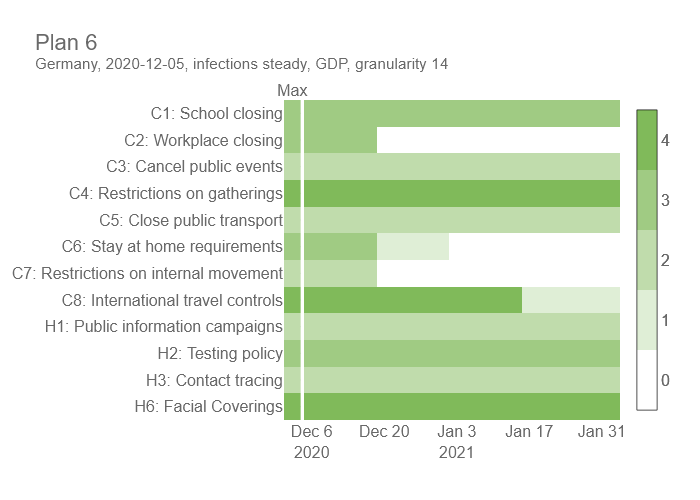 Plan 6
Germany, 2020-12-05, infections steady, GDP, granularity 14
Max
C1: School closing
C2: Workplace closing
C3: Cancel public events
C4: Restrictions on gatherings
C5: Close public transport
C6: Stay at home requirements
C7: Restrictions on internal movement
C8: International travel controls
H1: Public information campaigns
H2: Testing policy
H3: Contact tracing
H6: Facial Coverings
4
3
2
1
0
Dec 6 Dec 20 Jan 3 Jan 17 Jan 31
2020 2021